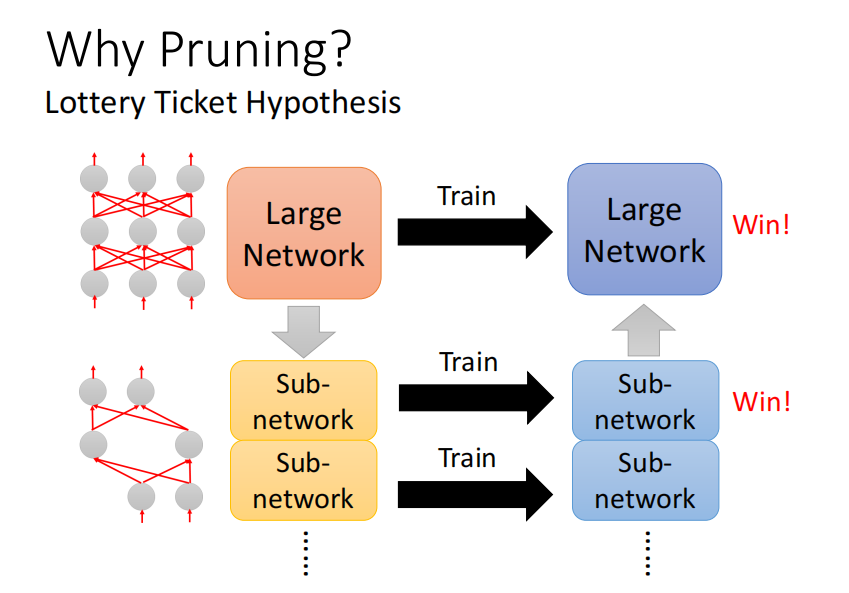 Why Pruning?
Lottery Ticket Hypothesis
Large
Network
Train
Large
Network
Win!
Sub-
network
Train
Sub-
network
Win!
Sub-
network
Train
Sub-
network